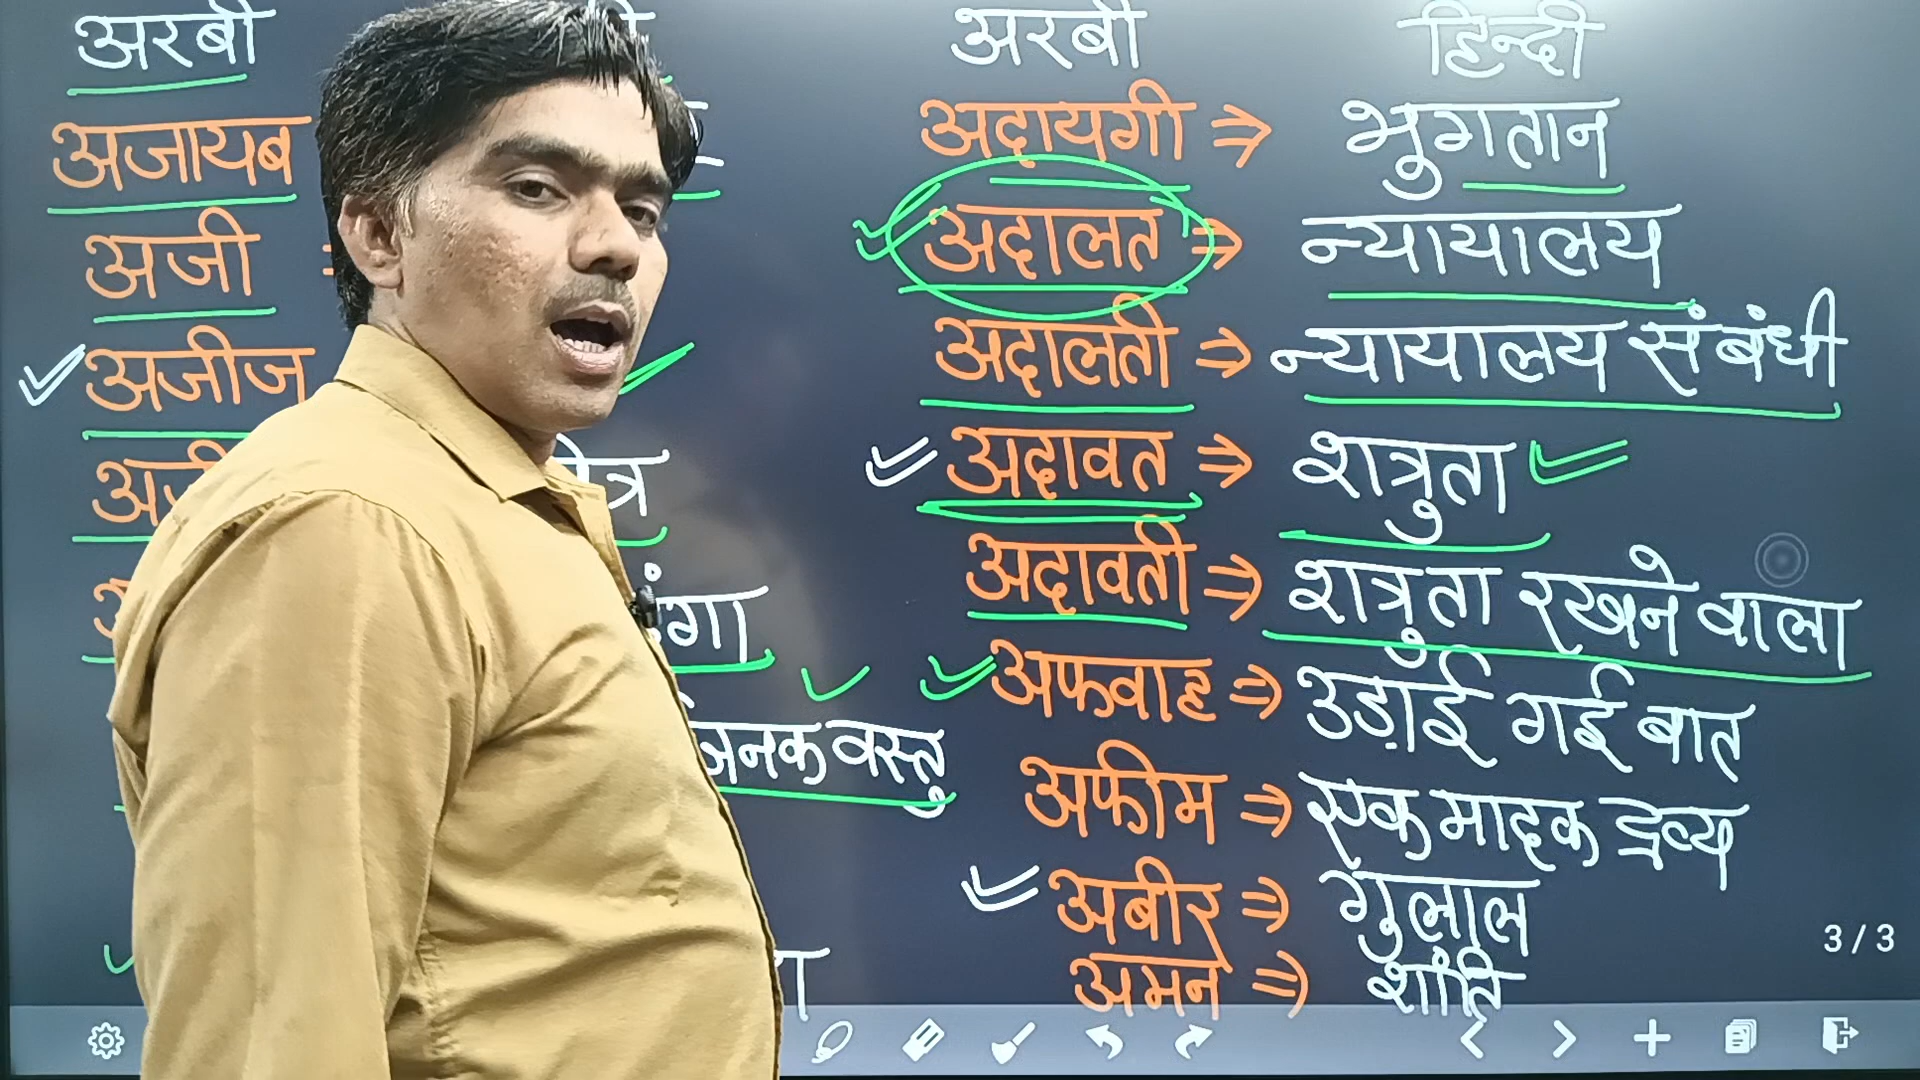 अरबी
अजायब
अजी
अजीज
त्र
जनक वस्तु
अरबी हिन्दी
अदायगी ⇒ भुगतान
अदालत ⇒ न्यायालय
अदालती ⇒ न्यायालय संबंधी
अदावत ⇒ शत्रुता
अदावती ⇒ शत्रुता रखने वाला
अफवाह ⇒ उड़ाई गई बात
अफीम ⇒ एक मादक द्रव्य
अबीर ⇒ गुलाल
अमन ⇒ शांति
3/3